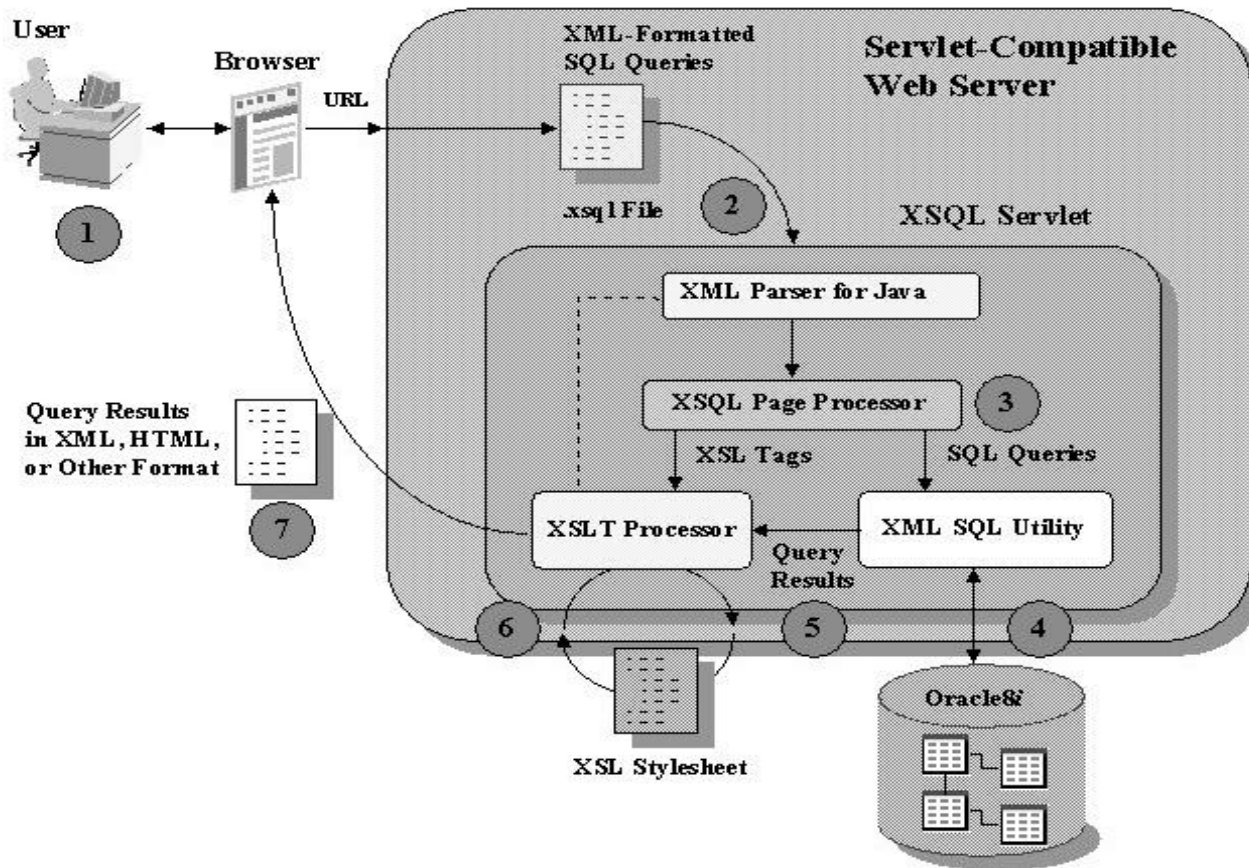 User
Browser
URL
XML-Formatted
SQL Queries
.xsql File
Servlet-Compatible
Web Server
1
2
XSQL Servlet
XML Parser for Java
XSQL Page Processor
3
XSL Tags
SQL Queries
Query Results
in XML, HTML,
or Other Format
7
XSLT Processor
XML SQL Utility
Query
Results
6
5
4
XSL Stylesheet
Oracle8i